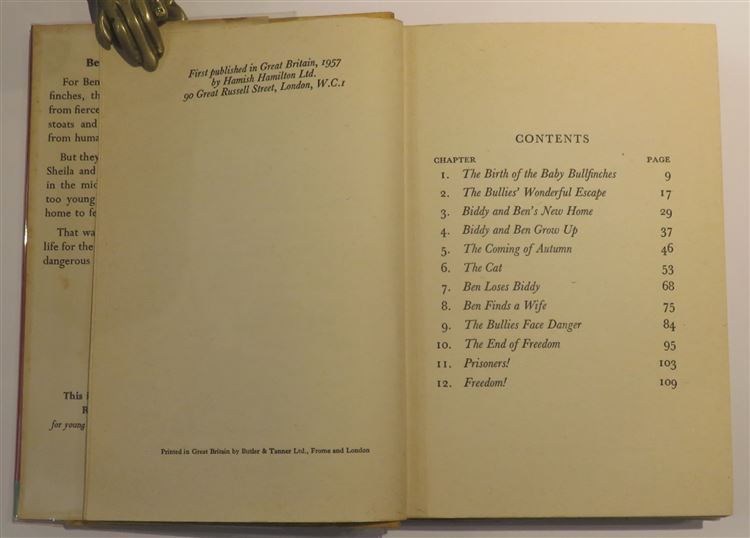 Be
For Ben
finches, th
from fierce
stoats and
from huma
But they
Sheila and
in the mid
too young
home to fe
That wa
life for the
dangerous
This i
R
for young
First published in Great Britain, 1957
by Hamish Hamilton Ltd.
90 Great Russell Street, London, W.C.1
Printed in Great Britain by Butler & Tanner Ltd., Frome and London
CONTENTS
CHAPTER PAGE
1. The Birth of the Baby Bullfinches 9
2. The Bullies' Wonderful Escape 17
3. Biddy and Ben's New Home 29
4. Biddy and Ben Grow Up 37
5. The Coming of Autumn 46
6. The Cat 53
7. Ben Loses Biddy 68
8. Ben Finds a Wife 75
9. The Bullies Face Danger 84
10. The End of Freedom 95
11. Prisoners! 103
12. Freedom! 109